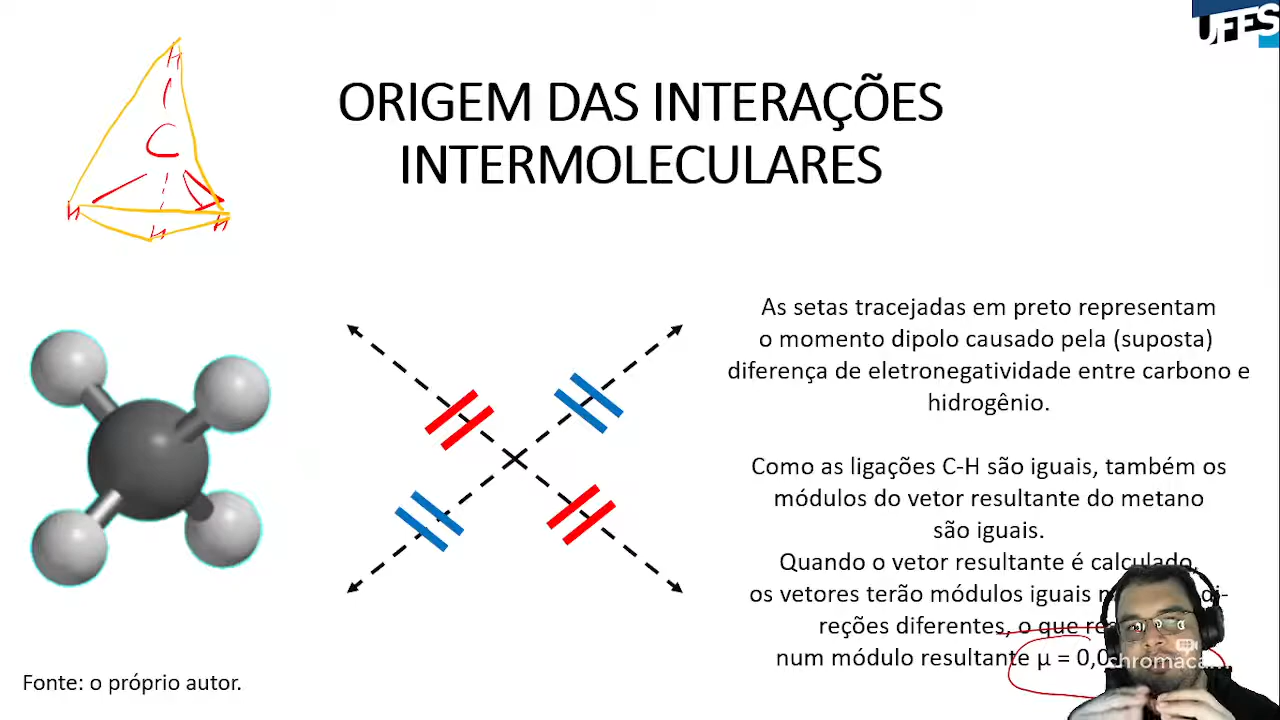 UFES
ORIGEM DAS INTERAÇÕES
INTERMOLECULARES
H
C
H
H
H
As setas tracejadas em preto representam
o momento dipolo causado pela (suposta)
diferença de eletronegatividade entre carbono e
hidrogênio.
Como as ligações C-H são iguais, também os
módulos do vetor resultante do metano
são iguais.
Quando o vetor resultante é calculado,
os vetores terão módulos iguais di-
reções diferentes, o que
num módulo resultante µ = 0,0
chromacam
Fonte: o próprio autor.